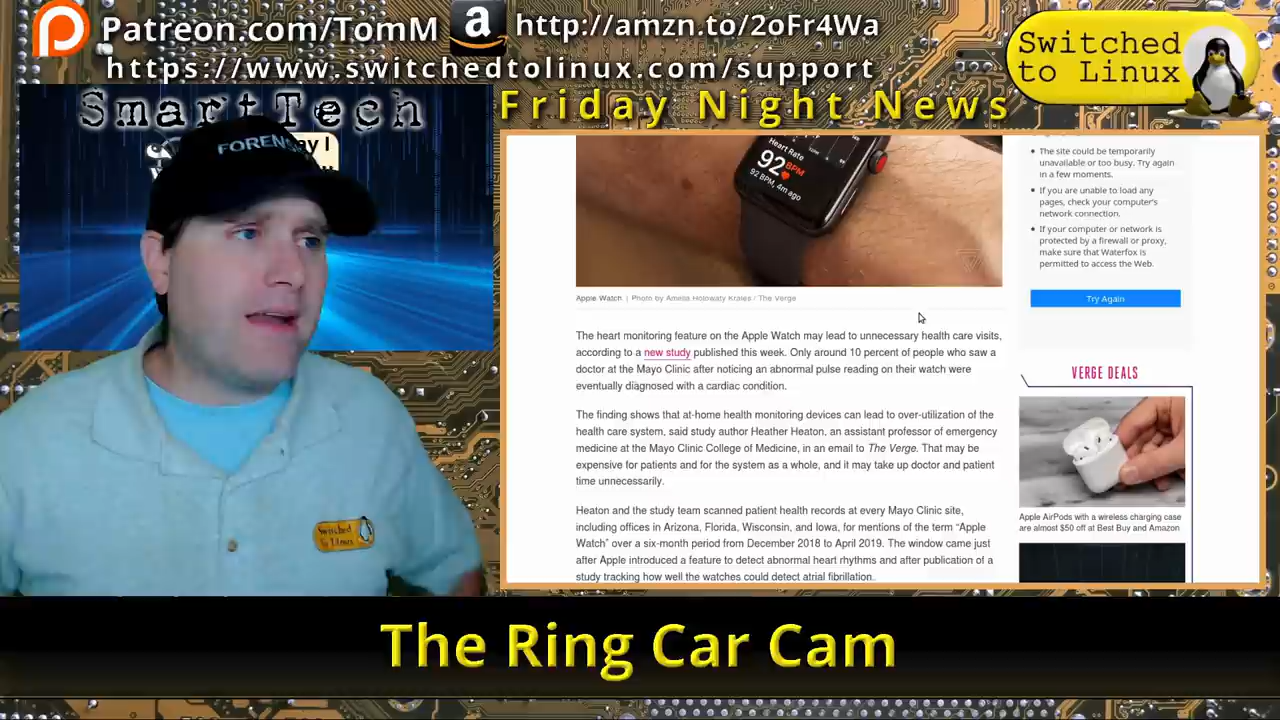 Patreon.com/TomM
http://amzn.to/2oFr4Wa
https://www.switchedtolinux.com/support
Switched
to Linux
SmartTech
Friday Night News
FORENS
ay I
Heart Rate
92 BPM
92 BPM, 4m ago
Apple Watch | Photo by Amelia Holowaty Krales / The Verge
The heart monitoring feature on the Apple Watch may lead to unnecessary health care visits,
according to a new study published this week. Only around 10 percent of people who saw a
doctor at the Mayo Clinic after noticing an abnormal pulse reading on their watch were
eventually diagnosed with a cardiac condition.
The finding shows that at-home health monitoring devices can lead to over-utilization of the
health care system, said study author Heather Heaton, an assistant professor of emergency
medicine at the Mayo Clinic College of Medicine, in an email to The Verge. That may be
expensive for patients and for the system as a whole, and it may take up doctor and patient
time unnecessarily.
Heaton and the study team scanned patient health records at every Mayo Clinic site,
including offices in Arizona, Florida, Wisconsin, and Iowa, for mentions of the term “Apple
Watch” over a six-month period from December 2018 to April 2019. The window came just
after Apple introduced a feature to detect abnormal heart rhythms and after publication of a
study tracking how well the watches could detect atrial fibrillation.
The site could be temporarily
unavailable or too busy. Try again
in a few moments.
If you are unable to load any
pages, check your computer's
network connection.
If your computer or network is
protected by a firewall or proxy,
make sure that Waterfox is
permitted to access the Web.
Try Again
VERGE DEALS
Apple AirPods with a wireless charging case
are almost $50 off at Best Buy and Amazon
Switched
to Linux
The Ring Car Cam